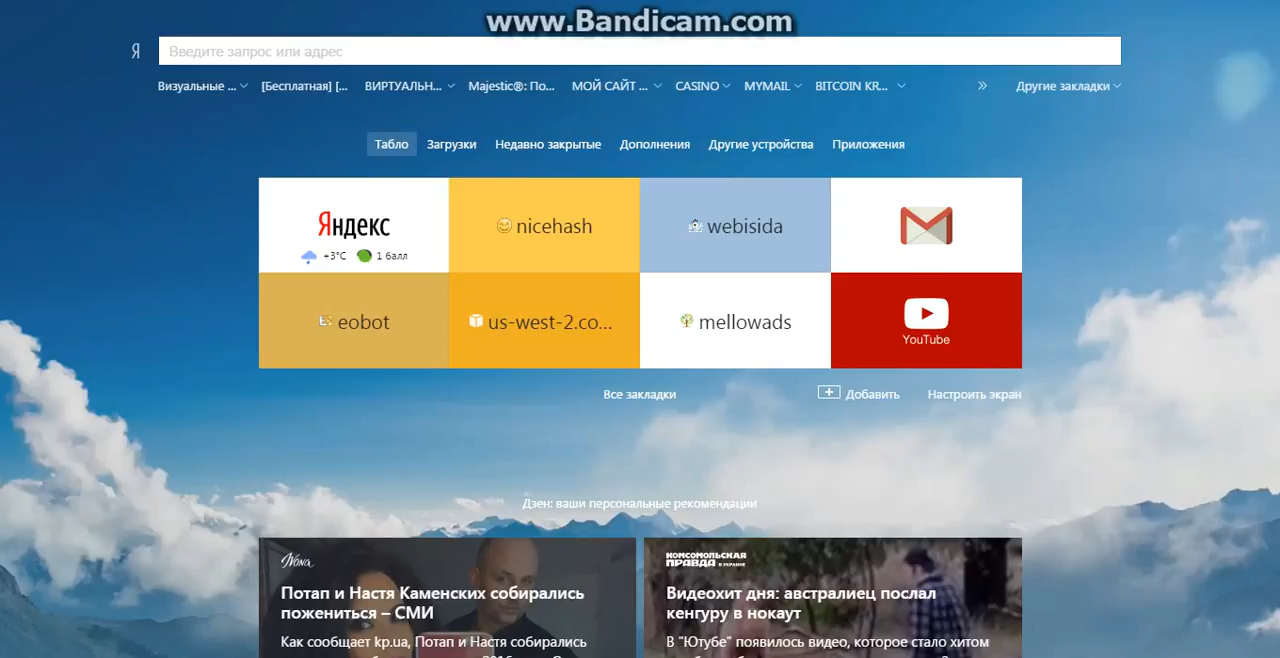 www.Bandicam.com
Я Введите запрос или адрес
Визуальные ... [Бесплатная] [... ВИРТУАЛЬН... Majestic®: По... МОЙ САЙТ ... CASINO MYMAIL BITCOIN KR... » Другие закладки
Табло Загрузки Недавно закрытые Дополнения Другие устройства Приложения
Яндекс nicehash webisida
+3°C 1 балл
eobot us-west-2.co... mellowads YouTube
Все закладки Добавить Настроить экран
Дзен: ваши персональные рекомендации
Ivona
Потап и Настя Каменских собирались
пожениться – СМИ
Как сообщает kp.ua, Потап и Настя собирались
КОМСОМОЛЬСКАЯ
ПРАВДА В УКРАИНЕ
Видеохит дня: австралиец послал
кенгуру в нокаут
В "Ютубе" появилось видео, которое стало хитом